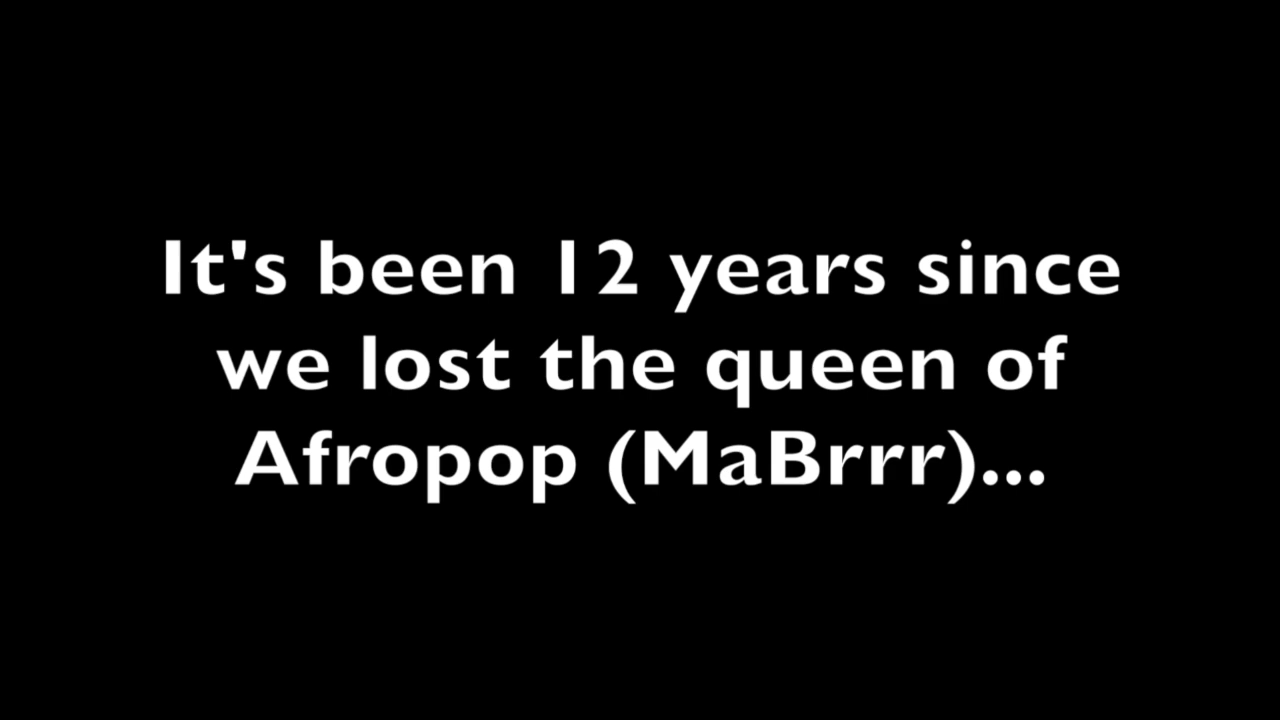 It's been 12 years since
we lost the queen of
Afropop (MaBrrr)...